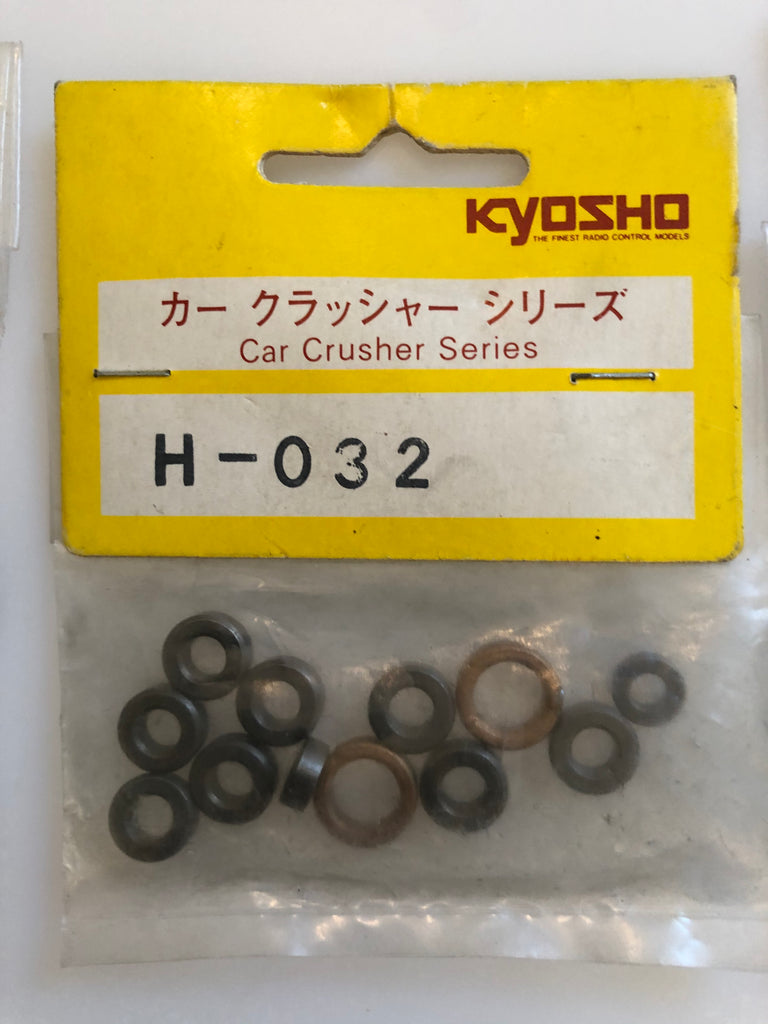 KYOSHO
THE FINEST RADIO CONTROL MODELS
カー クラッシャー シリーズ
Car Crusher Series
H-032